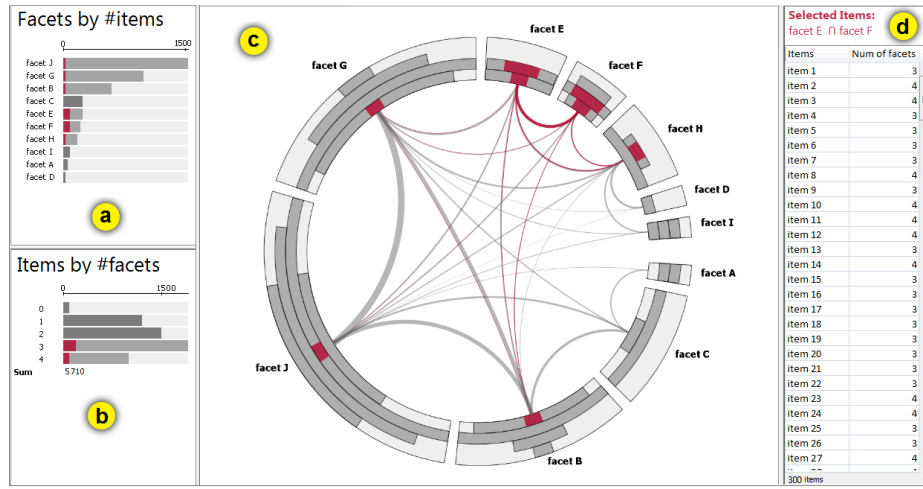 Facets by #items
0 1500
facet J
facet G
facet B
facet C
facet E
facet F
facet H
facet I
facet A
facet D
a
Items by #facets
0 1500
0
1
2
3
4
Sum 5710
b
c
facet E
facet F
facet G
facet H
facet D
facet I
facet A
facet C
facet J
facet B
Selected Items:
facet E ∩ facet F
d
Items Num of facets
item 1 3
item 2 4
item 3 4
item 4 3
item 5 3
item 6 3
item 7 3
item 8 4
item 9 3
item 10 4
item 11 4
item 12 4
item 13 3
item 14 4
item 15 3
item 16 3
item 17 3
item 18 3
item 19 3
item 20 3
item 21 3
item 22 3
item 23 4
item 24 4
item 25 3
item 26 3
item 27 4
300 items